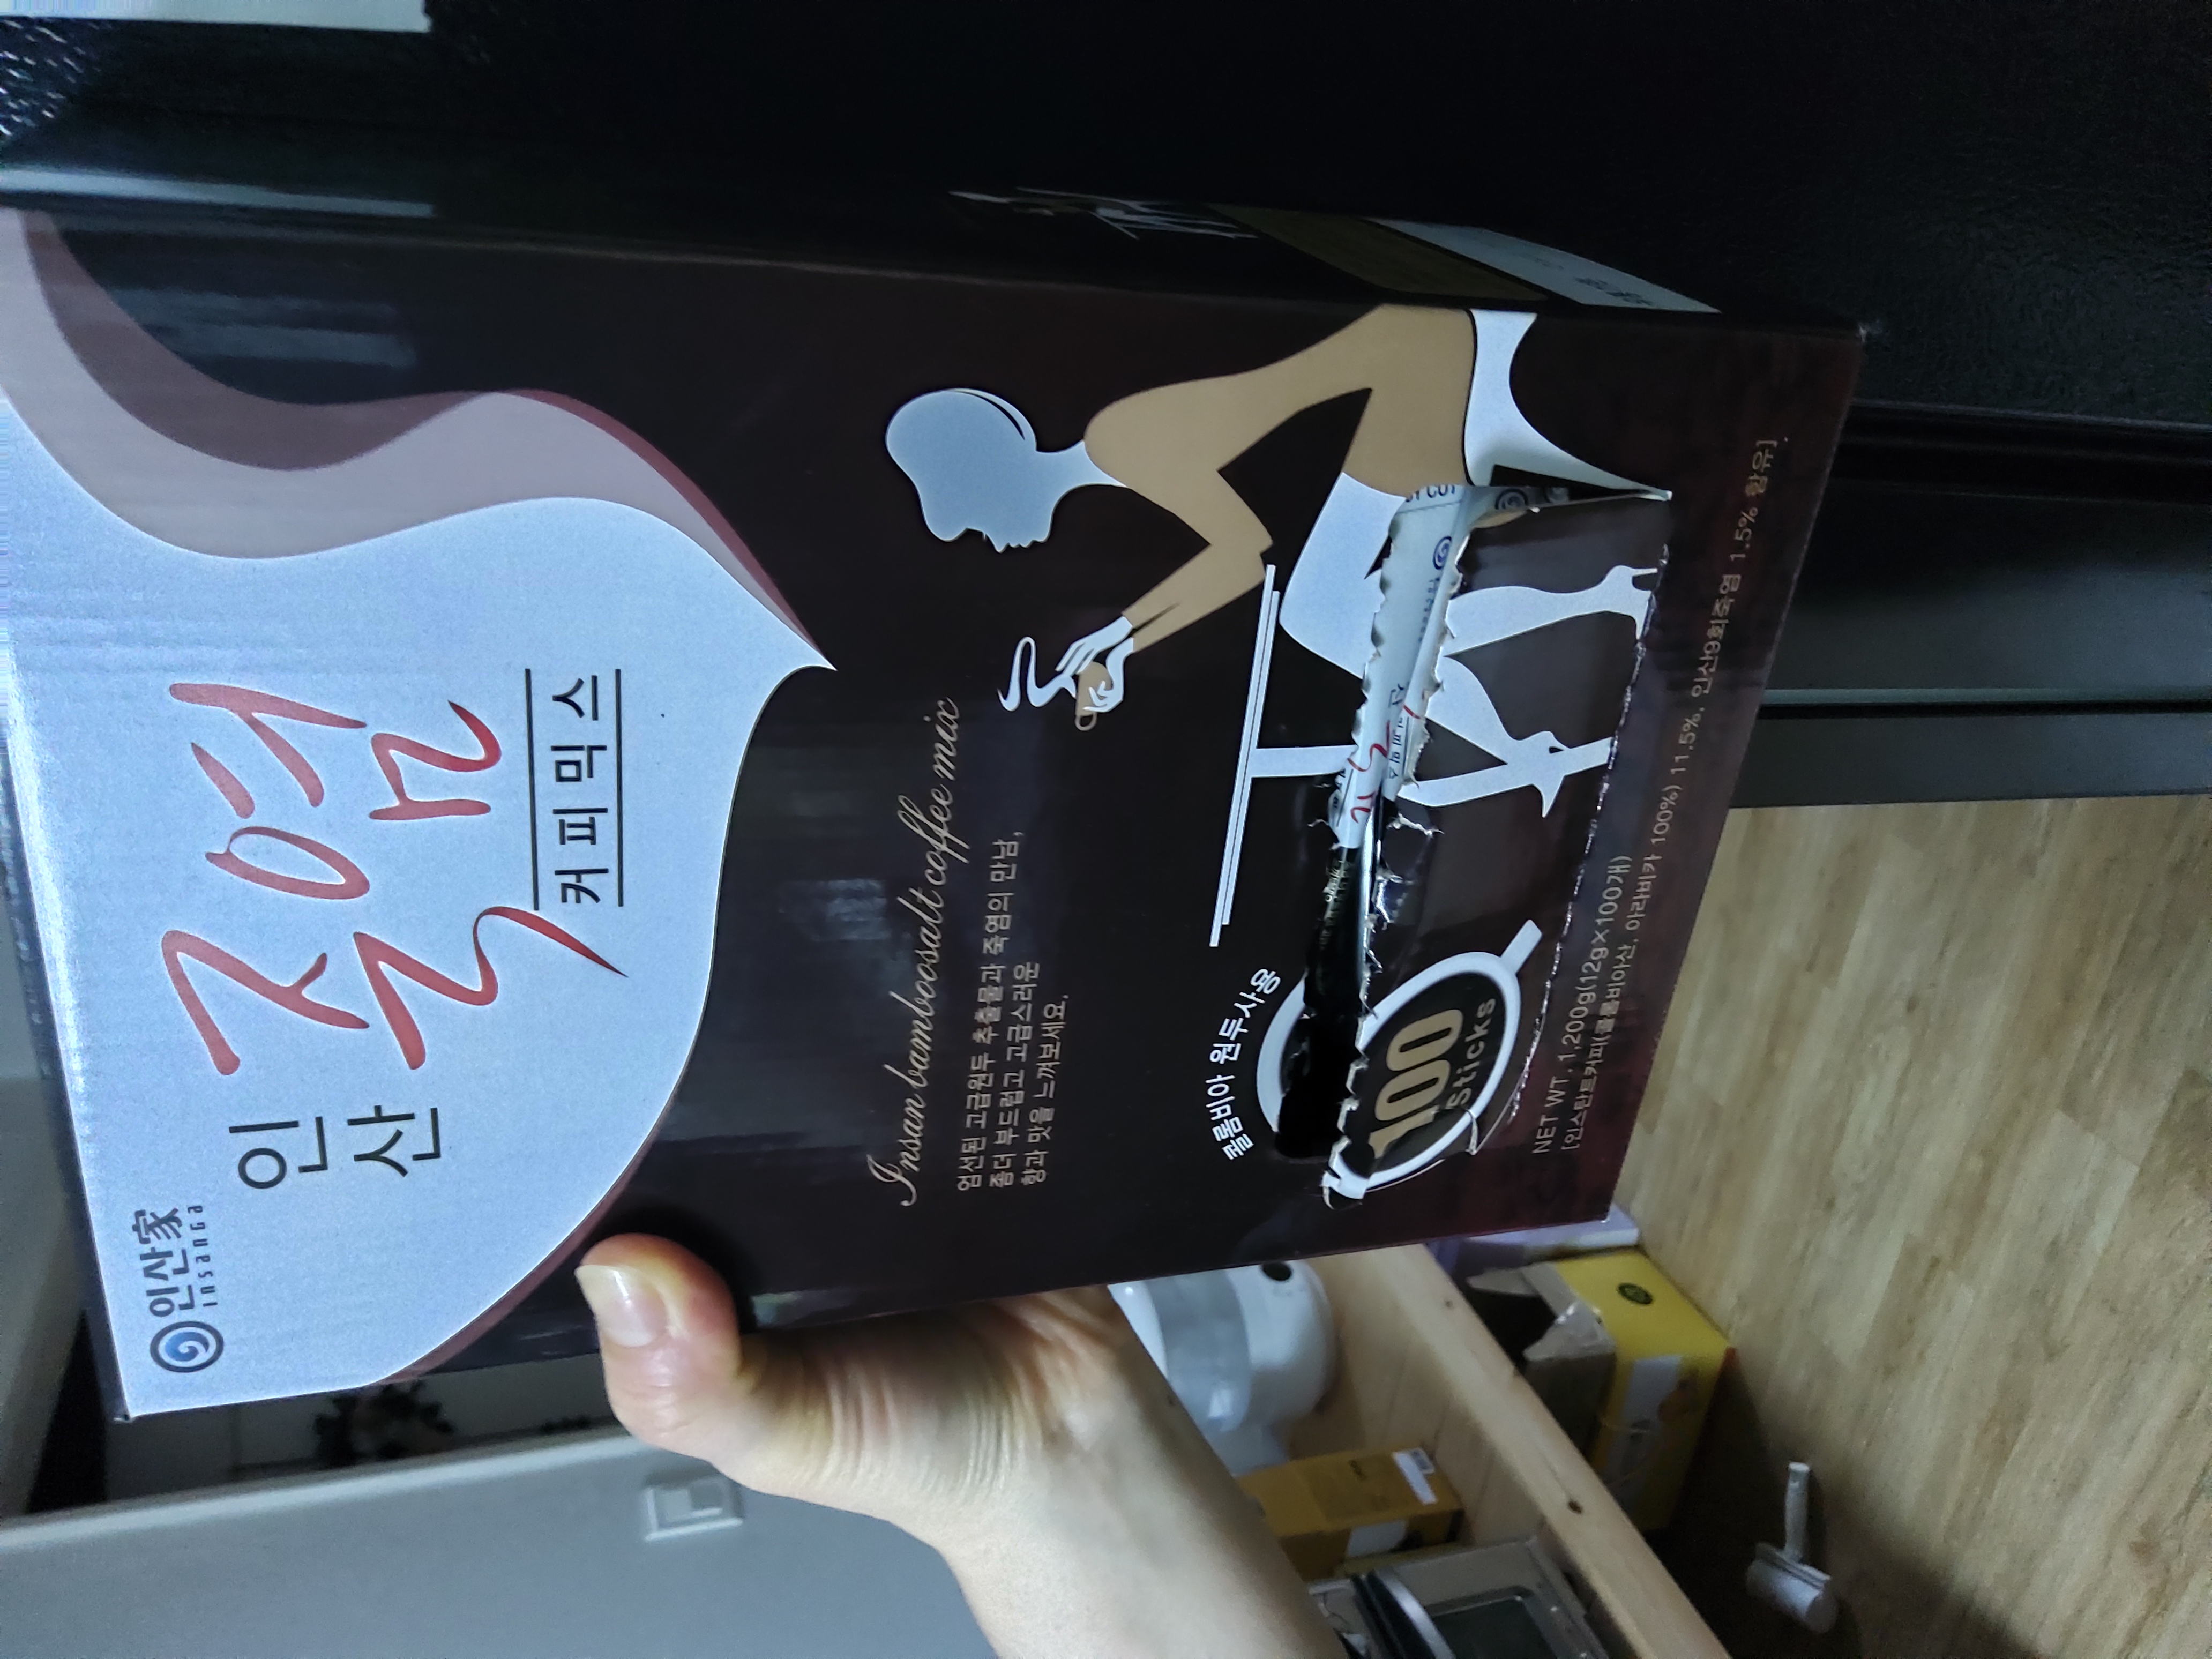 인산家
insanga
인산
죽염
커피믹스
Insan bamboosalt coffee mix
엄선된 고급원두 추출물과 죽염의 만남,
좀더 부드럽고 고급스러운
향과 맛을 느껴보세요.
콜롬비아 원두사용
100
Sticks
NET WT. 1,200g(12g×100개)
[인스탄트커피(콜롬비아산, 아라비카 100%) 11.5%, 인산9회죽염 1.5% 함유]